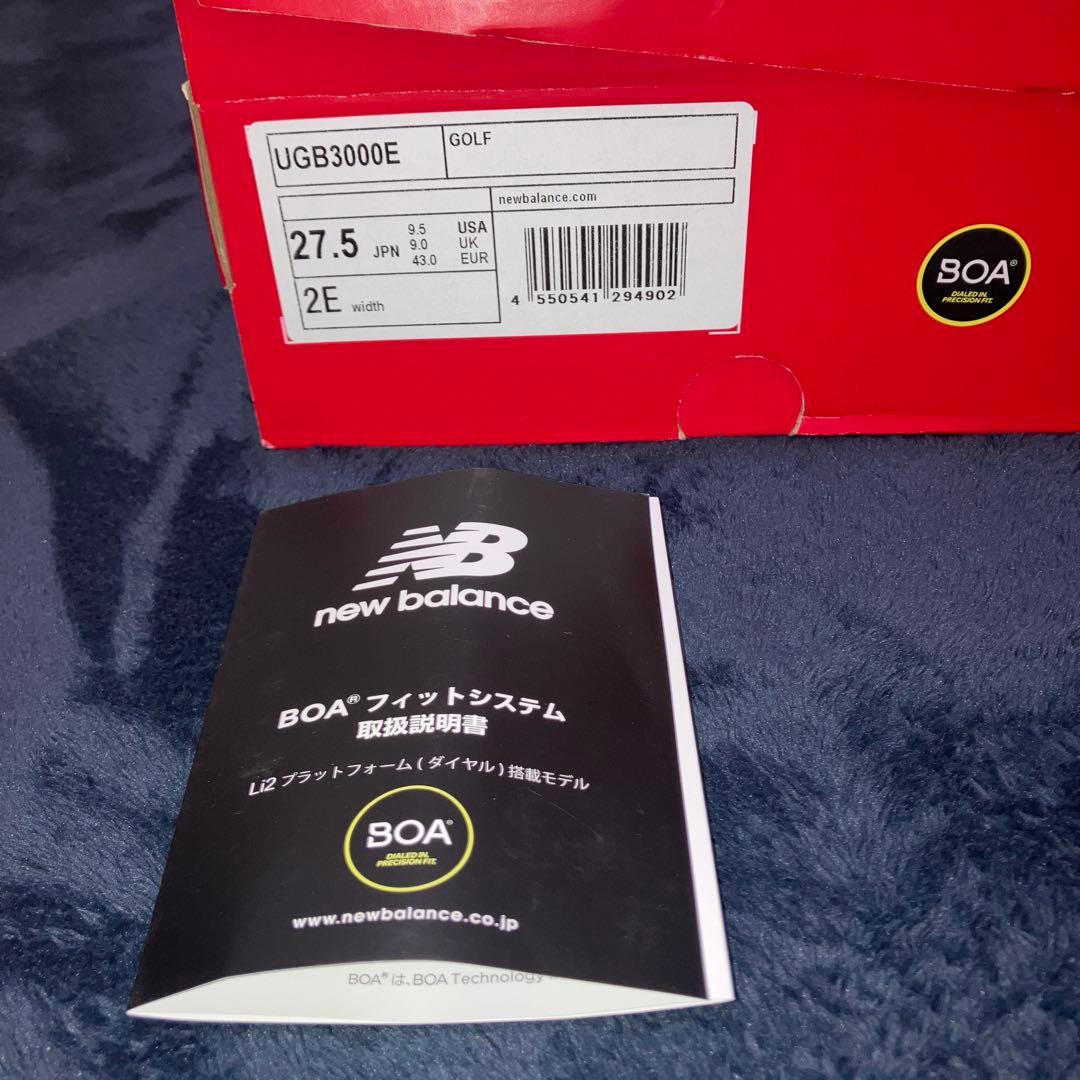 UGB3000E
GOLF
newbalance.com
27.5 JPN
9.5 USA
9.0 UK
43.0 EUR
2E width
4 550541 294902
BOA®
DIALED IN.
PRECISION FIT.
NB
new balance
BOA®フィットシステム
取扱説明書
Li2 プラットフォーム ( ダイヤル ) 搭載モデル
BOA®
DIALED IN.
PRECISION FIT.
www.newbalance.co.jp
BOA®は、BOA Technology